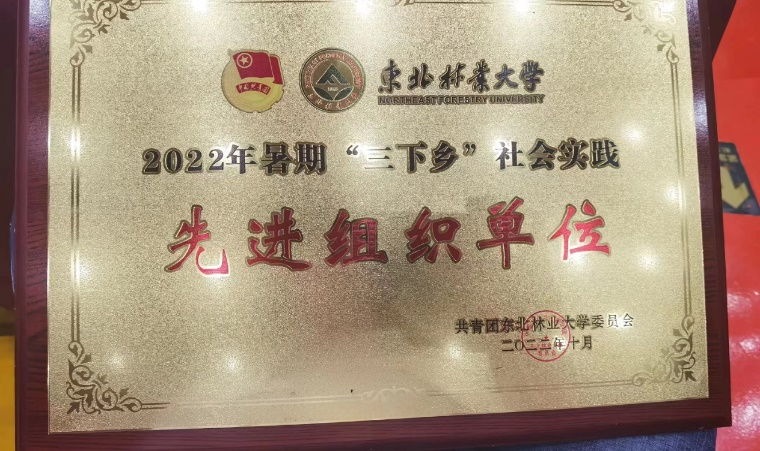 東北林業大学
NORTHEAST FORESTRY UNIVERSITY
2022年暑期“三下乡”社会实践
先进组织单位
共青团东北林业大学委员会
二〇二二年十月